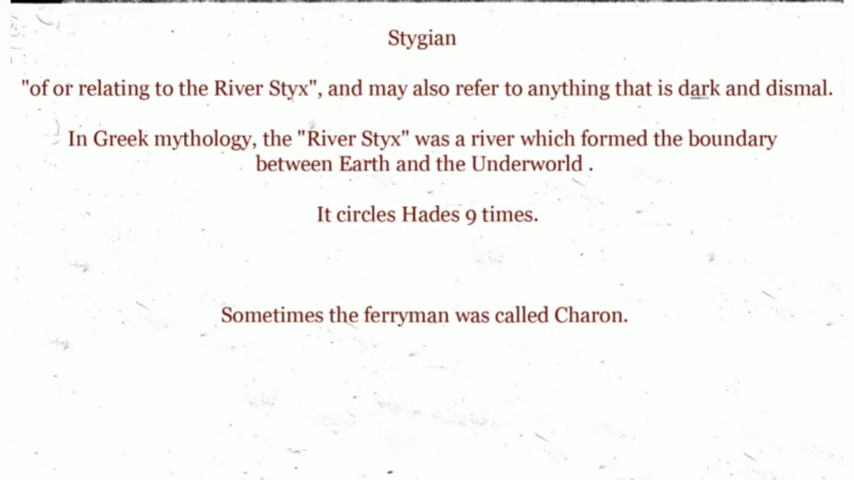 Stygian
"of or relating to the River Styx", and may also refer to anything that is dark and dismal.
In Greek mythology, the "River Styx" was a river which formed the boundary
between Earth and the Underworld .
It circles Hades 9 times.
Sometimes the ferryman was called Charon.